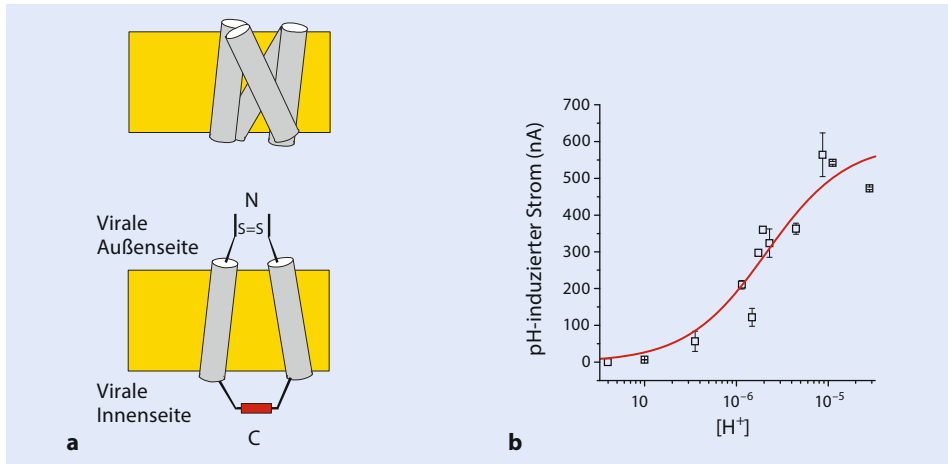 N
S=S
Virale
Außenseite
Virale
Innenseite
C
a
pH-induzierter Strom (nA)
700
600
500
400
300
200
100
0
10
10⁻⁶
10⁻⁵
[H⁺]
b